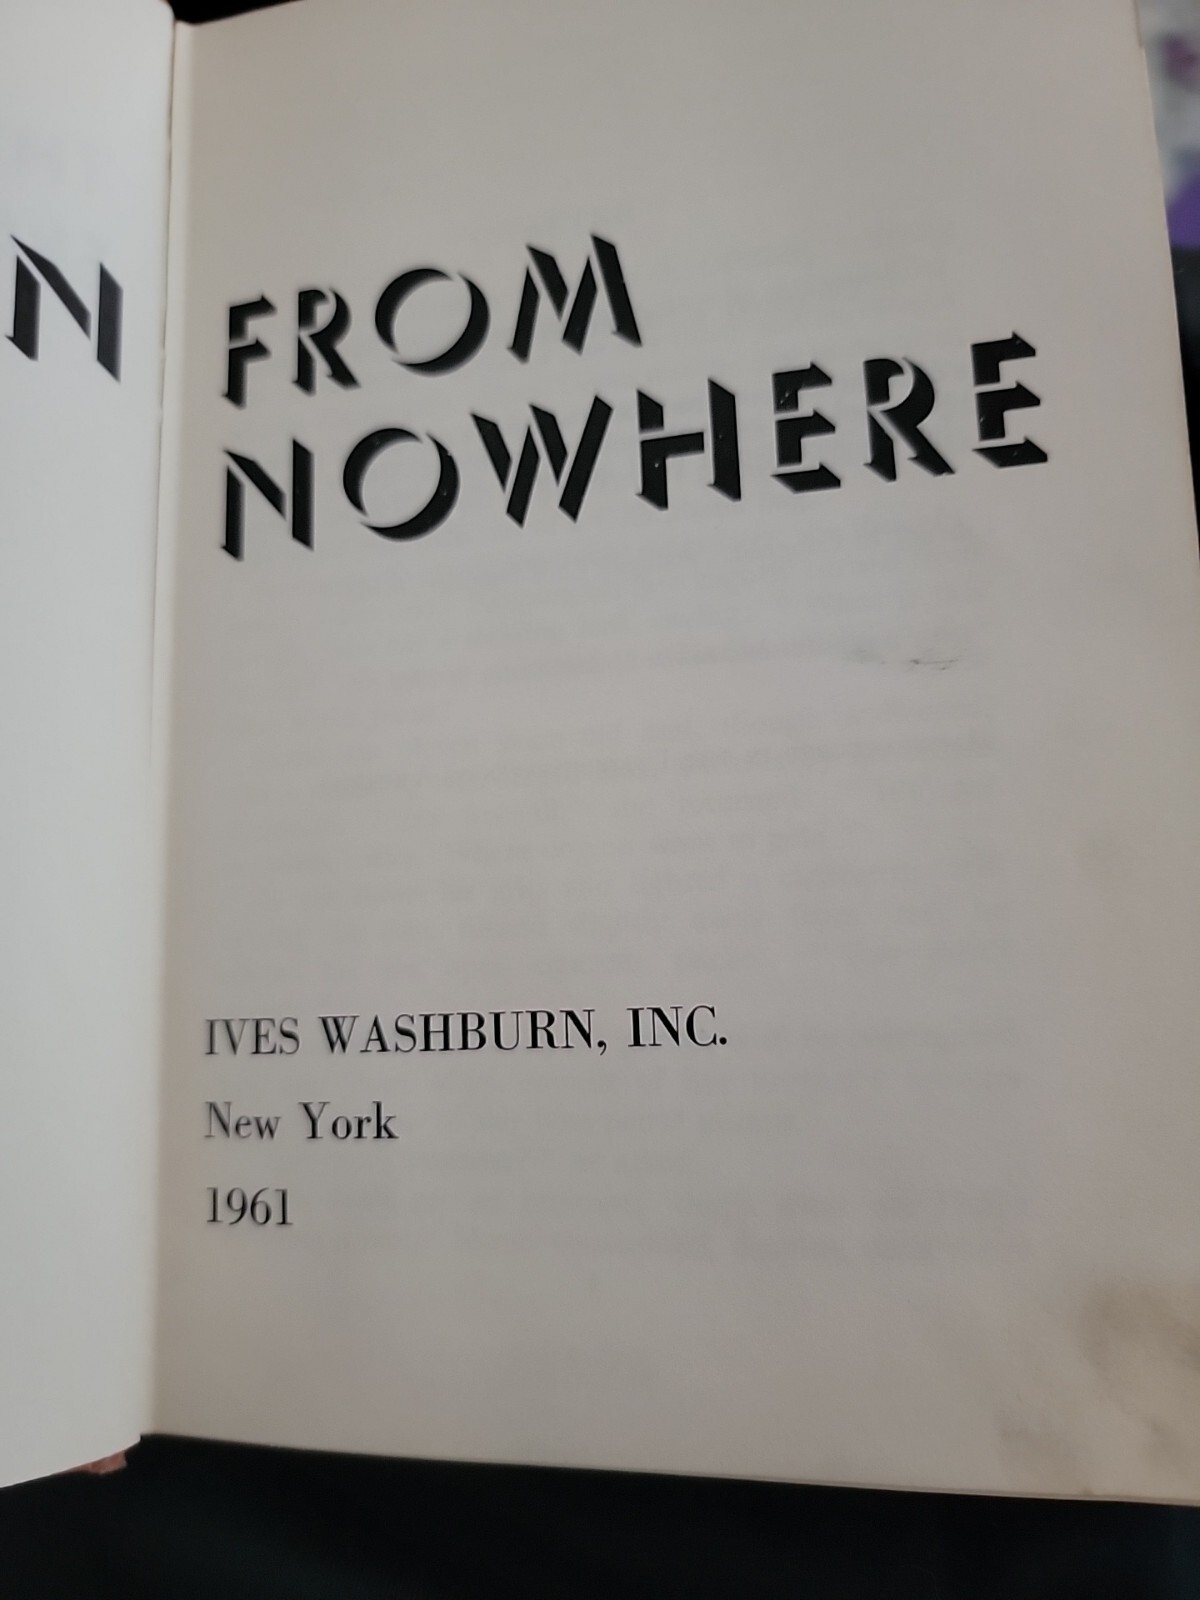 N
FROM
NOWHERE
IVES WASHBURN, INC.
New York
1961